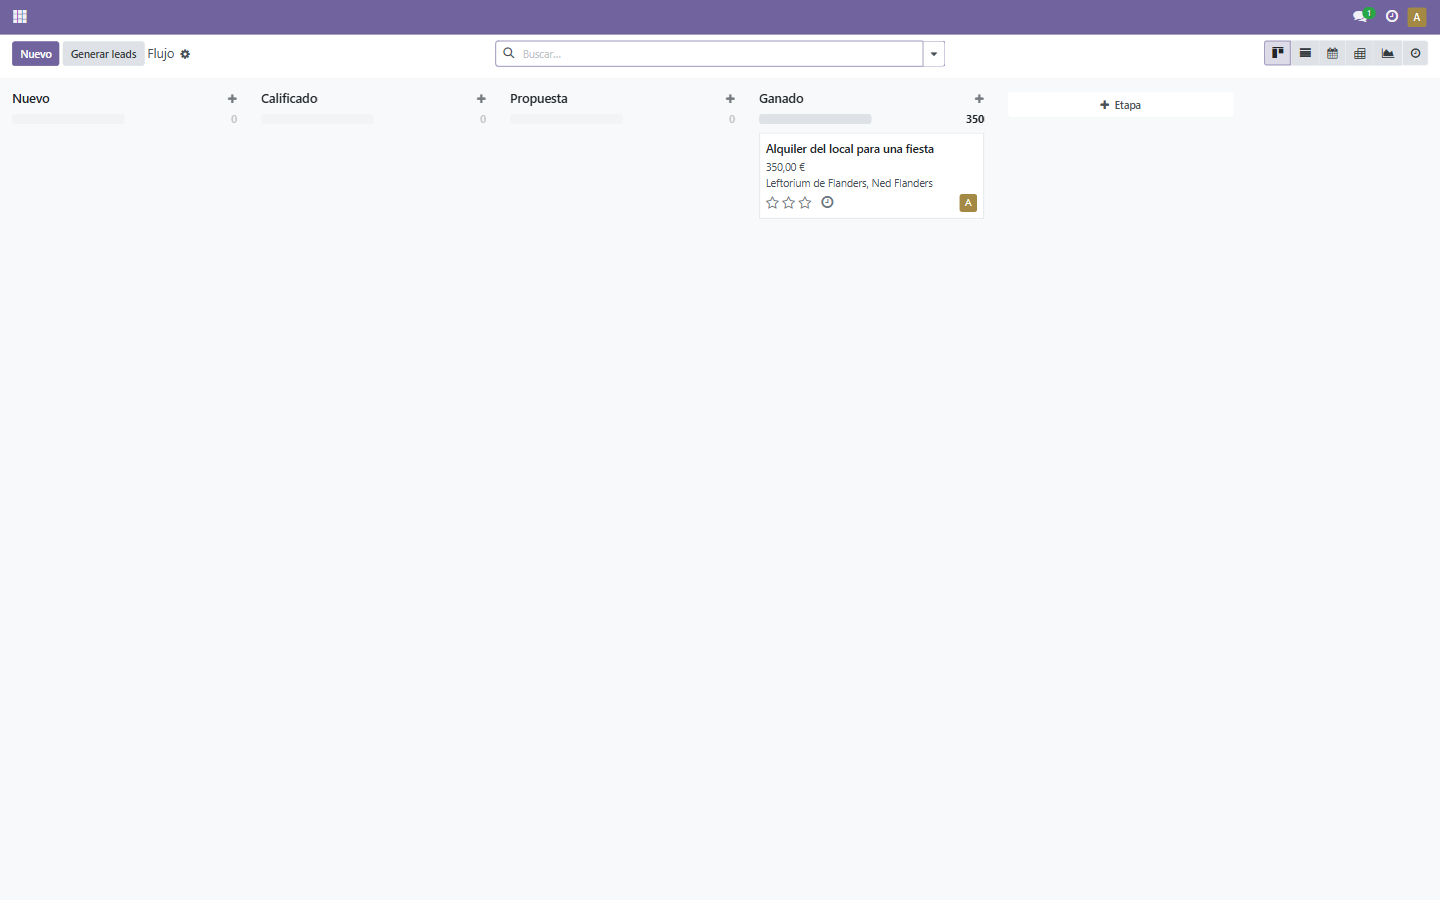 1
A
Nuevo
Generar leads
Flujo
Buscar...
Nuevo
0
Calificado
0
Propuesta
0
Ganado
350
Etapa
Alquiler del local para una fiesta
350,00 €
Leftorium de Flanders, Ned Flanders
A